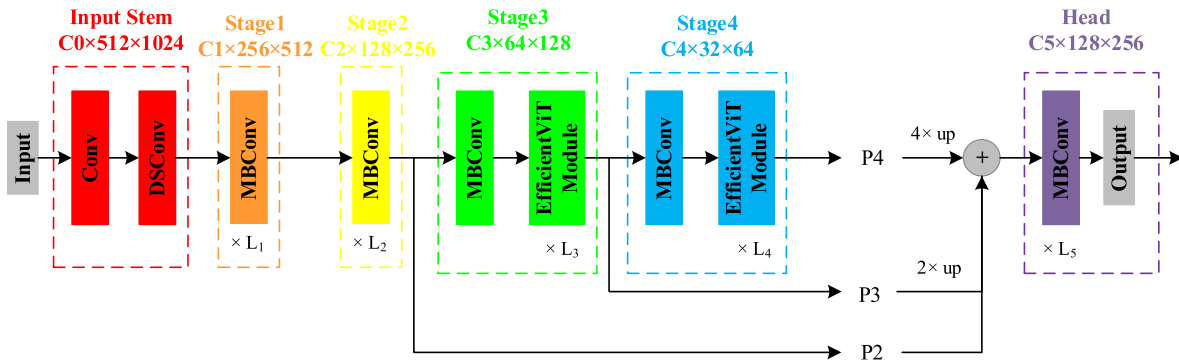 Input Stem
C0×512×1024
Stage1
C1×256×512
Stage2
C2×128×256
Stage3
C3×64×128
Stage4
C4×32×64
Head
C5×128×256
Input
Conv
DSConv
MBConv
× L1
MBConv
× L2
MBConv
EfficientViT
Module
× L3
MBConv
EfficientViT
Module
× L4
P4
4× up
+
MBConv
× L5
Output
P3
2× up
P2